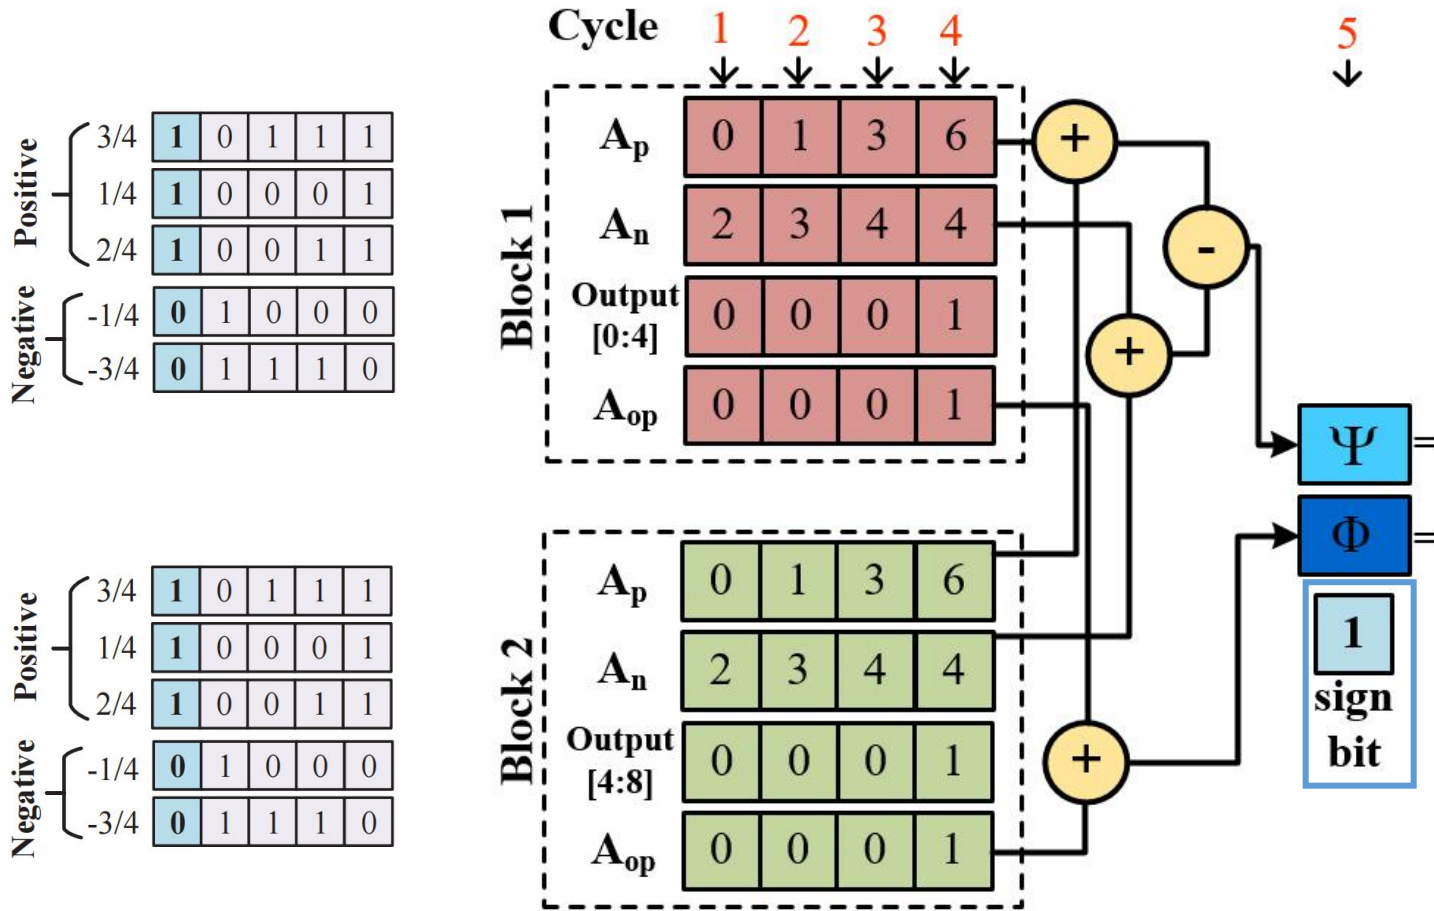 Cycle 1 2 3 4 5
Positive
3/4 1 0 1 1 1
1/4 1 0 0 0 1
2/4 1 0 0 1 1
Negative
-1/4 0 1 0 0 0
-3/4 0 1 1 1 0
Block 1
Ap 0 1 3 6
An 2 3 4 4
Output
[0:4]
0 0 0 1
Aop 0 0 0 1
+
-
+
Ψ =
Φ =
1
sign
bit
Positive
3/4 1 0 1 1 1
1/4 1 0 0 0 1
2/4 1 0 0 1 1
Negative
-1/4 0 1 0 0 0
-3/4 0 1 1 1 0
Block 2
Ap 0 1 3 6
An 2 3 4 4
Output
[4:8]
0 0 0 1
Aop 0 0 0 1
+